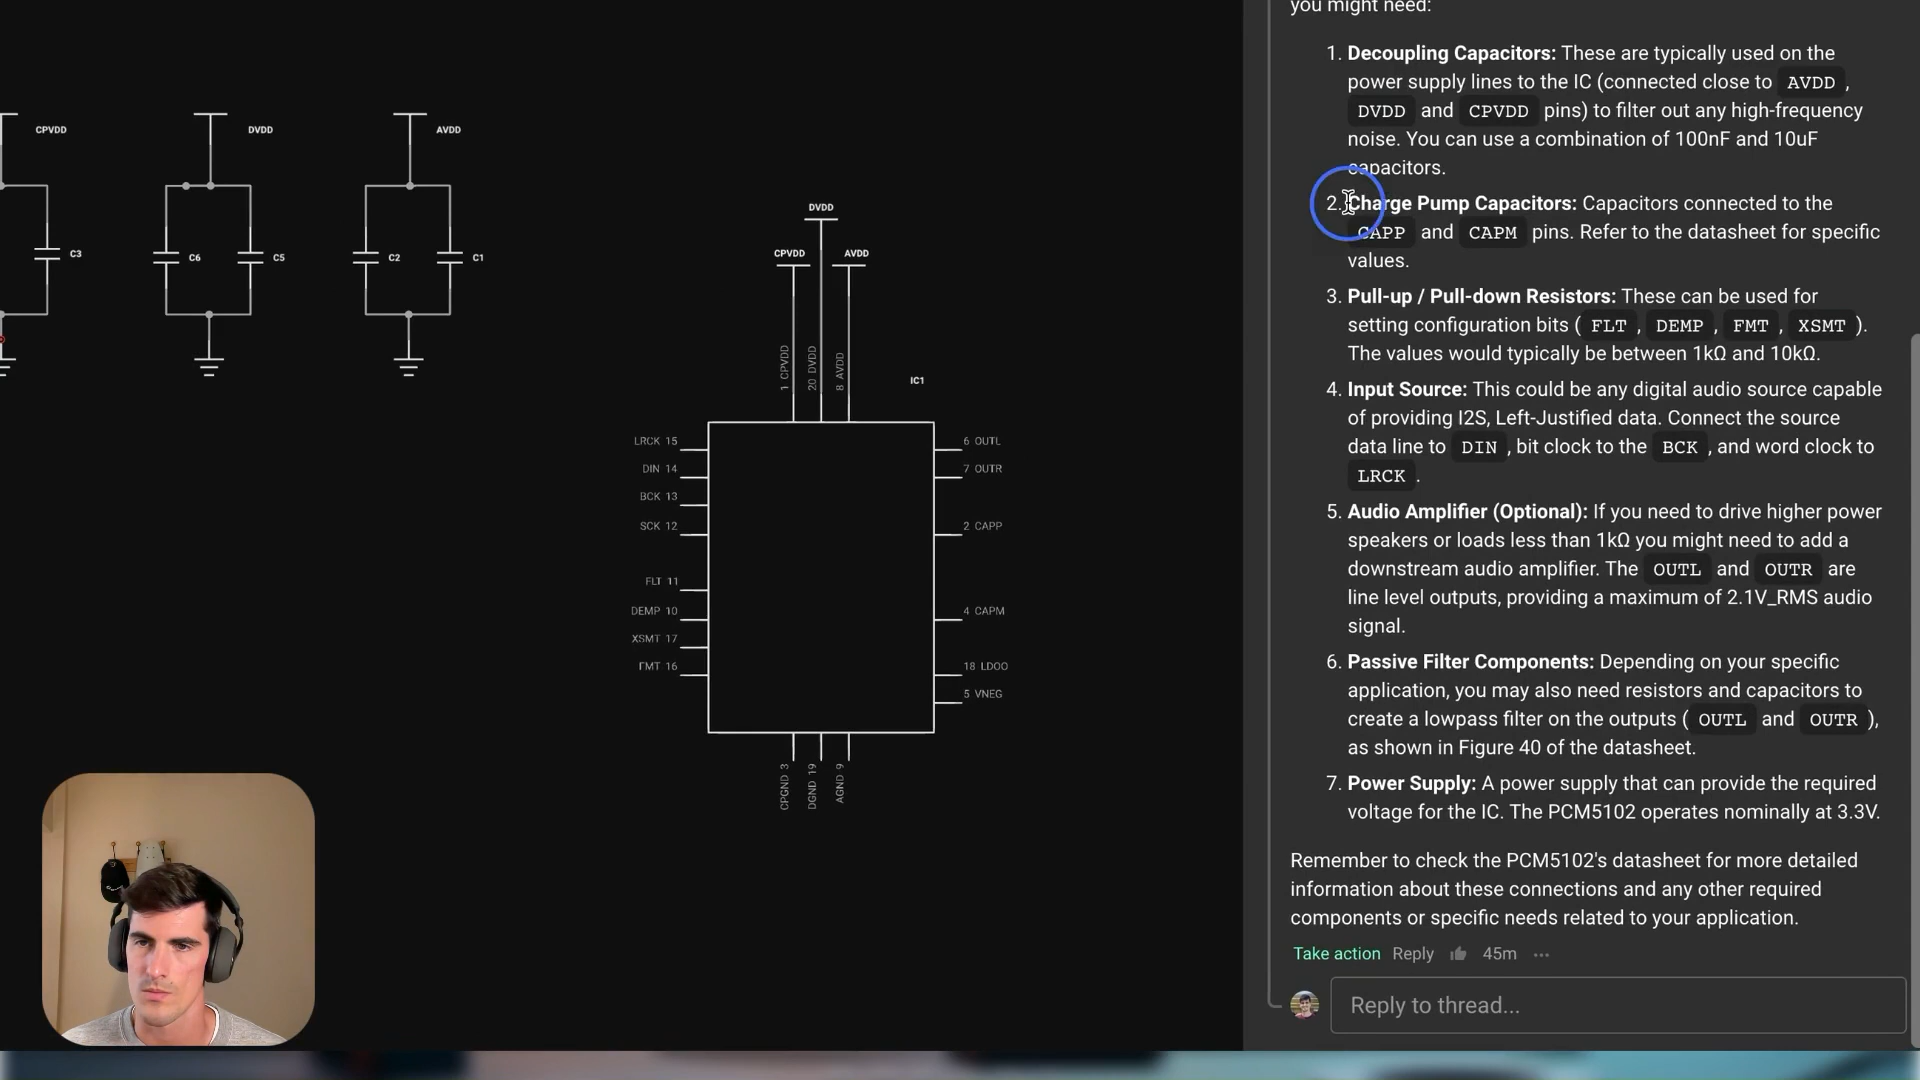 CPVDD
DVDD
AVDD
C3
C6
C5
C2
C1
DVDD
CPVDD
AVDD
1 CPVDD
20 DVDD
8 AVDD
IC1
LRCK 15
DIN 14
BCK 13
SCK 12
FLT 11
DEMP 10
XSMT 17
FMT 16
6 OUTL
7 OUTR
2 CAPP
4 CAPM
18 LDOO
5 VNEG
CPGND 3
DGND 19
AGND 9
you might need:
1. Decoupling Capacitors: These are typically used on the
power supply lines to the IC (connected close to AVDD ,
DVDD and CPVDD pins) to filter out any high-frequency
noise. You can use a combination of 100nF and 10uF
capacitors.
2. Charge Pump Capacitors: Capacitors connected to the
CAPP and CAPM pins. Refer to the datasheet for specific
values.
3. Pull-up / Pull-down Resistors: These can be used for
setting configuration bits ( FLT , DEMP , FMT , XSMT ).
The values would typically be between 1kΩ and 10kΩ.
4. Input Source: This could be any digital audio source capable
of providing I2S, Left-Justified data. Connect the source
data line to DIN , bit clock to the BCK , and word clock to
LRCK .
5. Audio Amplifier (Optional): If you need to drive higher power
speakers or loads less than 1kΩ you might need to add a
downstream audio amplifier. The OUTL and OUTR are
line level outputs, providing a maximum of 2.1V_RMS audio
signal.
6. Passive Filter Components: Depending on your specific
application, you may also need resistors and capacitors to
create a lowpass filter on the outputs ( OUTL and OUTR ),
as shown in Figure 40 of the datasheet.
7. Power Supply: A power supply that can provide the required
voltage for the IC. The PCM5102 operates nominally at 3.3V.
Remember to check the PCM5102's datasheet for more detailed
information about these connections and any other required
components or specific needs related to your application.
Take action Reply 45m ...
Reply to thread...